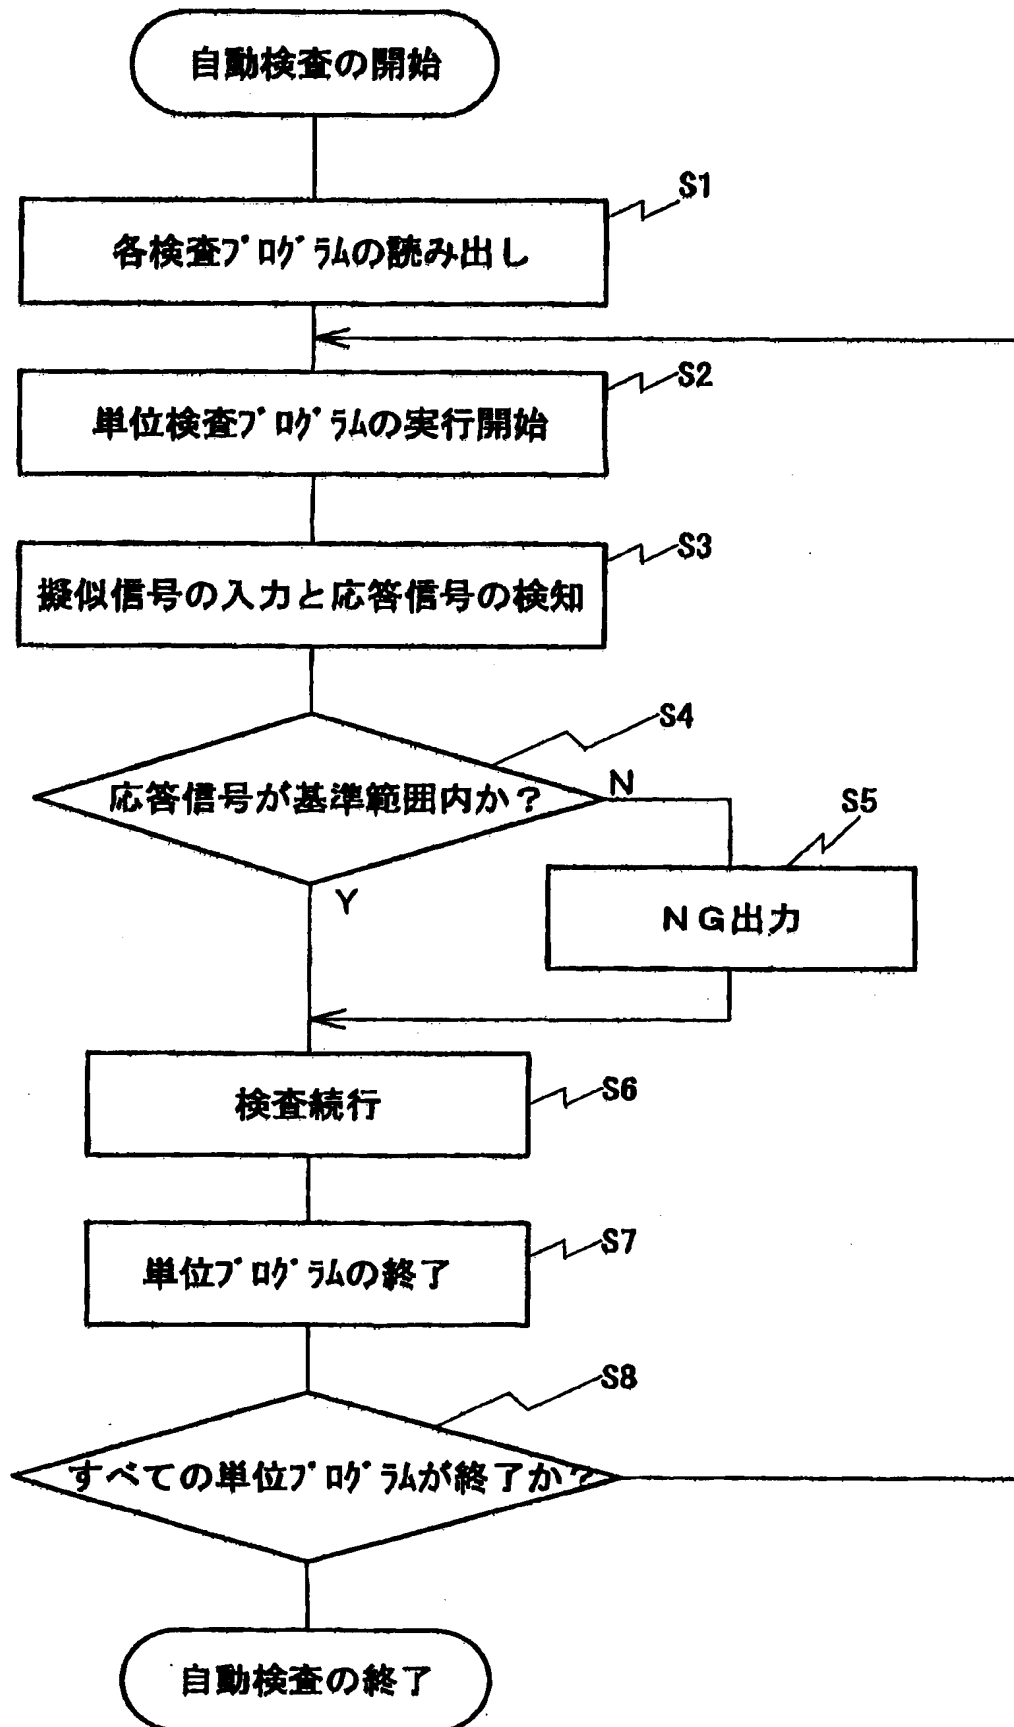 自動検査の開始
S1
各検査ﾌﾟﾛｸﾞﾗﾑの読み出し
S2
単位検査ﾌﾟﾛｸﾞﾗﾑの実行開始
S3
擬似信号の入力と応答信号の検知
S4
応答信号が基準範囲内か?
N
S5
Y
NG出力
検査続行
S6
S7
単位ﾌﾟﾛｸﾞﾗﾑの終了
S8
すべての単位ﾌﾟﾛｸﾞﾗﾑが終了か?
自動検査の終了